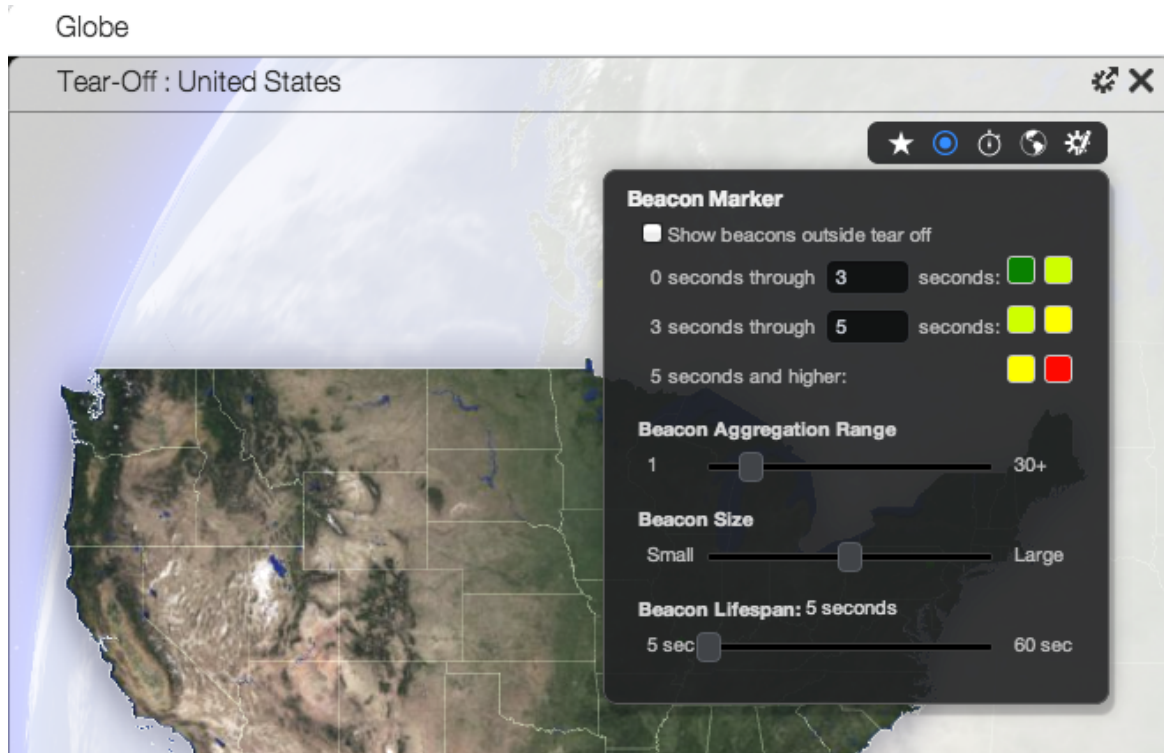 Globe
Tear-Off : United States
Beacon Marker
Show beacons outside tear off
0 seconds through 3 seconds:
3 seconds through 5 seconds:
5 seconds and higher:
Beacon Aggregation Range
1 30+
Beacon Size
Small Large
Beacon Lifespan: 5 seconds
5 sec 60 sec